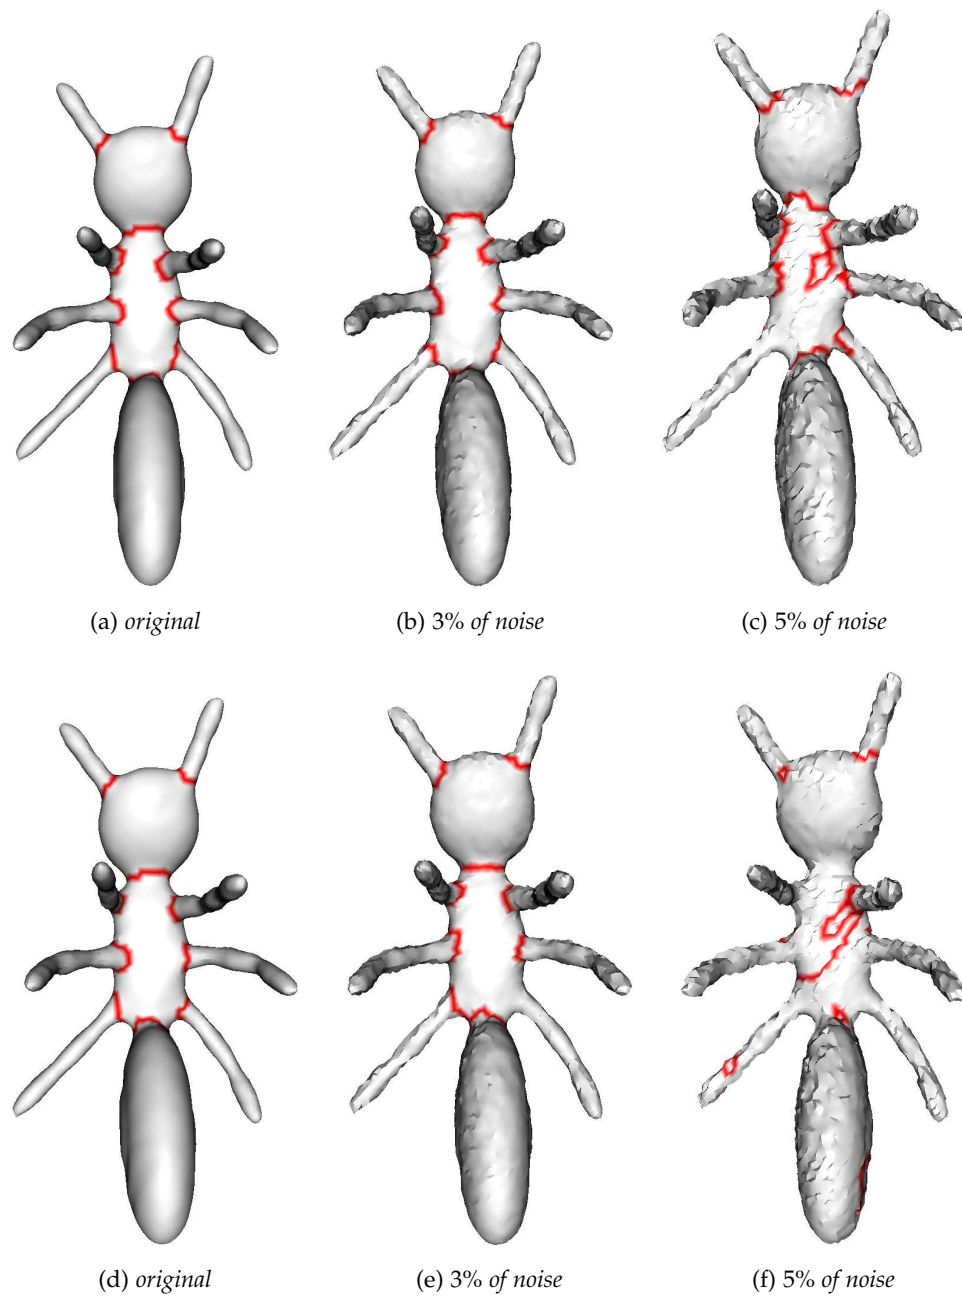 (a) original
(b) 3% of noise
(c) 5% of noise
(d) original
(e) 3% of noise
(f) 5% of noise